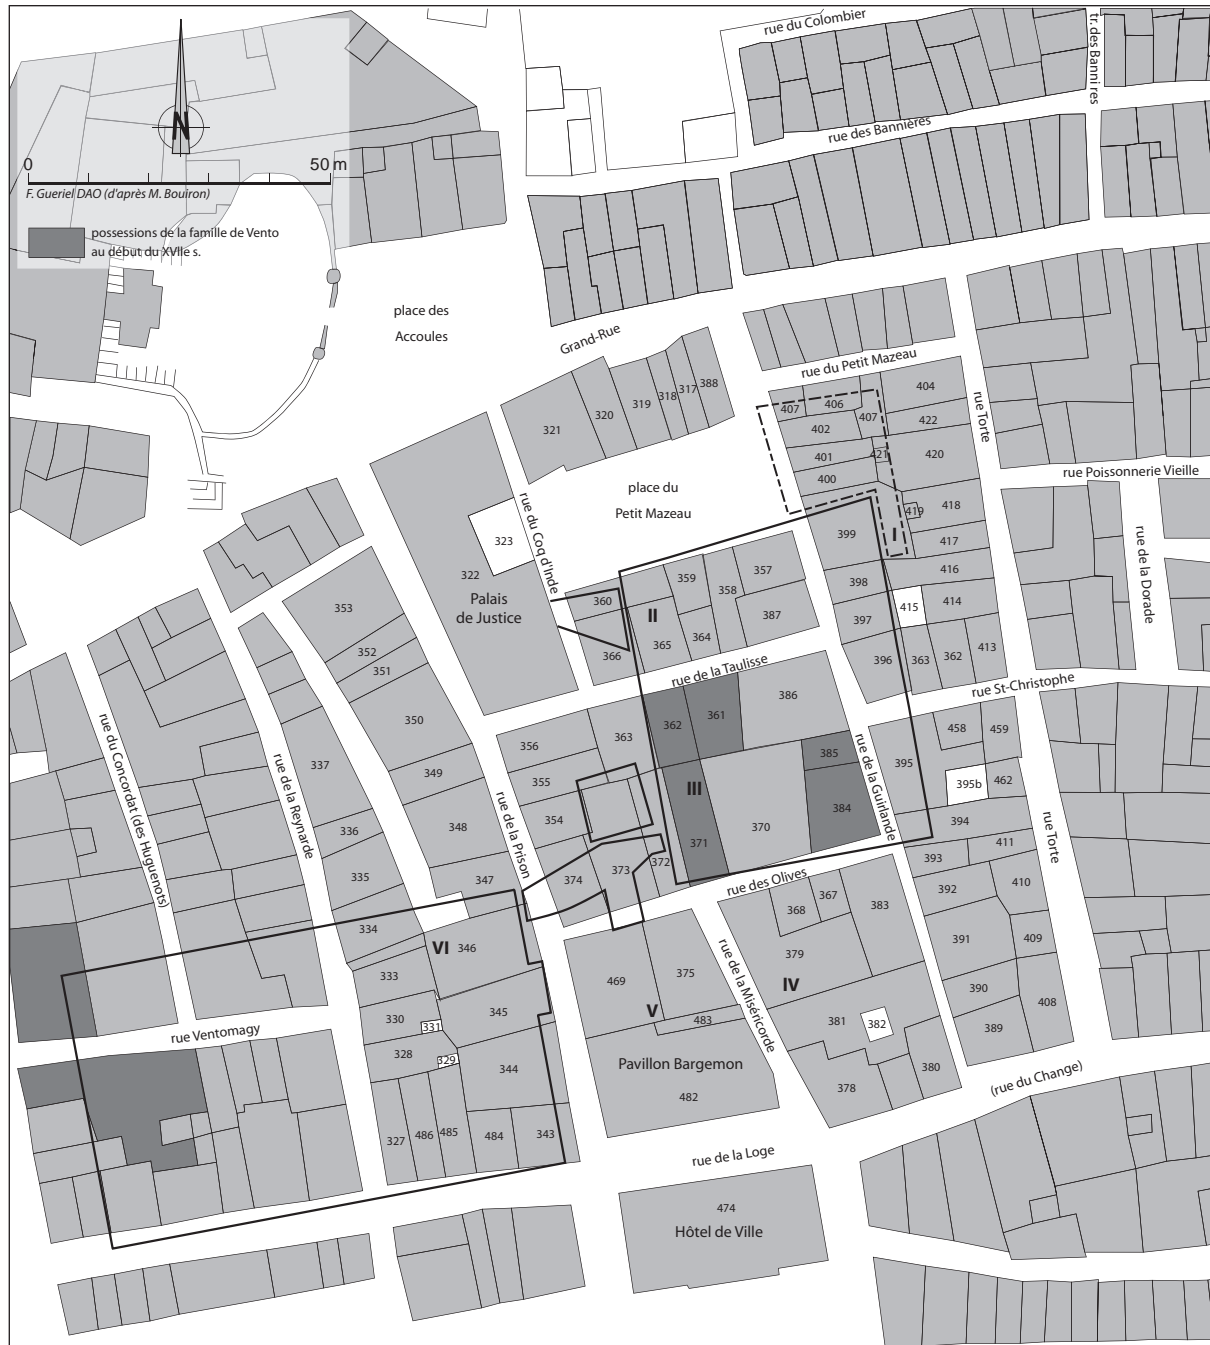 rue du Colombier
tr. des Banni res
rue des Bannières
N
0 50 m
F. Gueriel DAO (d'après M. Bouiron)
possessions de la famille de Vento
au début du XVIIe s.
place des
Accoules
Grand-Rue
rue du Petit Mazeau
rue Torte
rue Poissonnerie Vieille
rue de la Dorade
321
320
319
318
317
388
407
406
404
407
402
422
401
421
420
400
place du
Petit Mazeau
rue du Coq d'Inde
323
322
Palais
de Justice
399
419
418
I
417
416
398
415
414
397
396
363
362
413
359
357
358
360
II
365
364
387
366
rue de la Taulisse
rue St-Christophe
353
352
351
350
349
348
347
337
336
335
334
rue du Concordat (des Huguenots)
rue de la Reynarde
rue de la Prison
356
363
362
361
386
355
354
385
III
370
384
371
374
373
372
rue de la Guirlande
395
458
459
395b
462
394
393
411
392
410
391
409
390
408
389
rue Torte
rue des Olives
368
367
383
379
IV
381
382
380
378
rue de la Miséricorde
469
375
V
483
Pavillon Bargemon
482
VI
346
333
345
330
331
328
329
344
327
486
485
484
343
rue Ventomagy
(rue du Change)
rue de la Loge
474
Hôtel de Ville